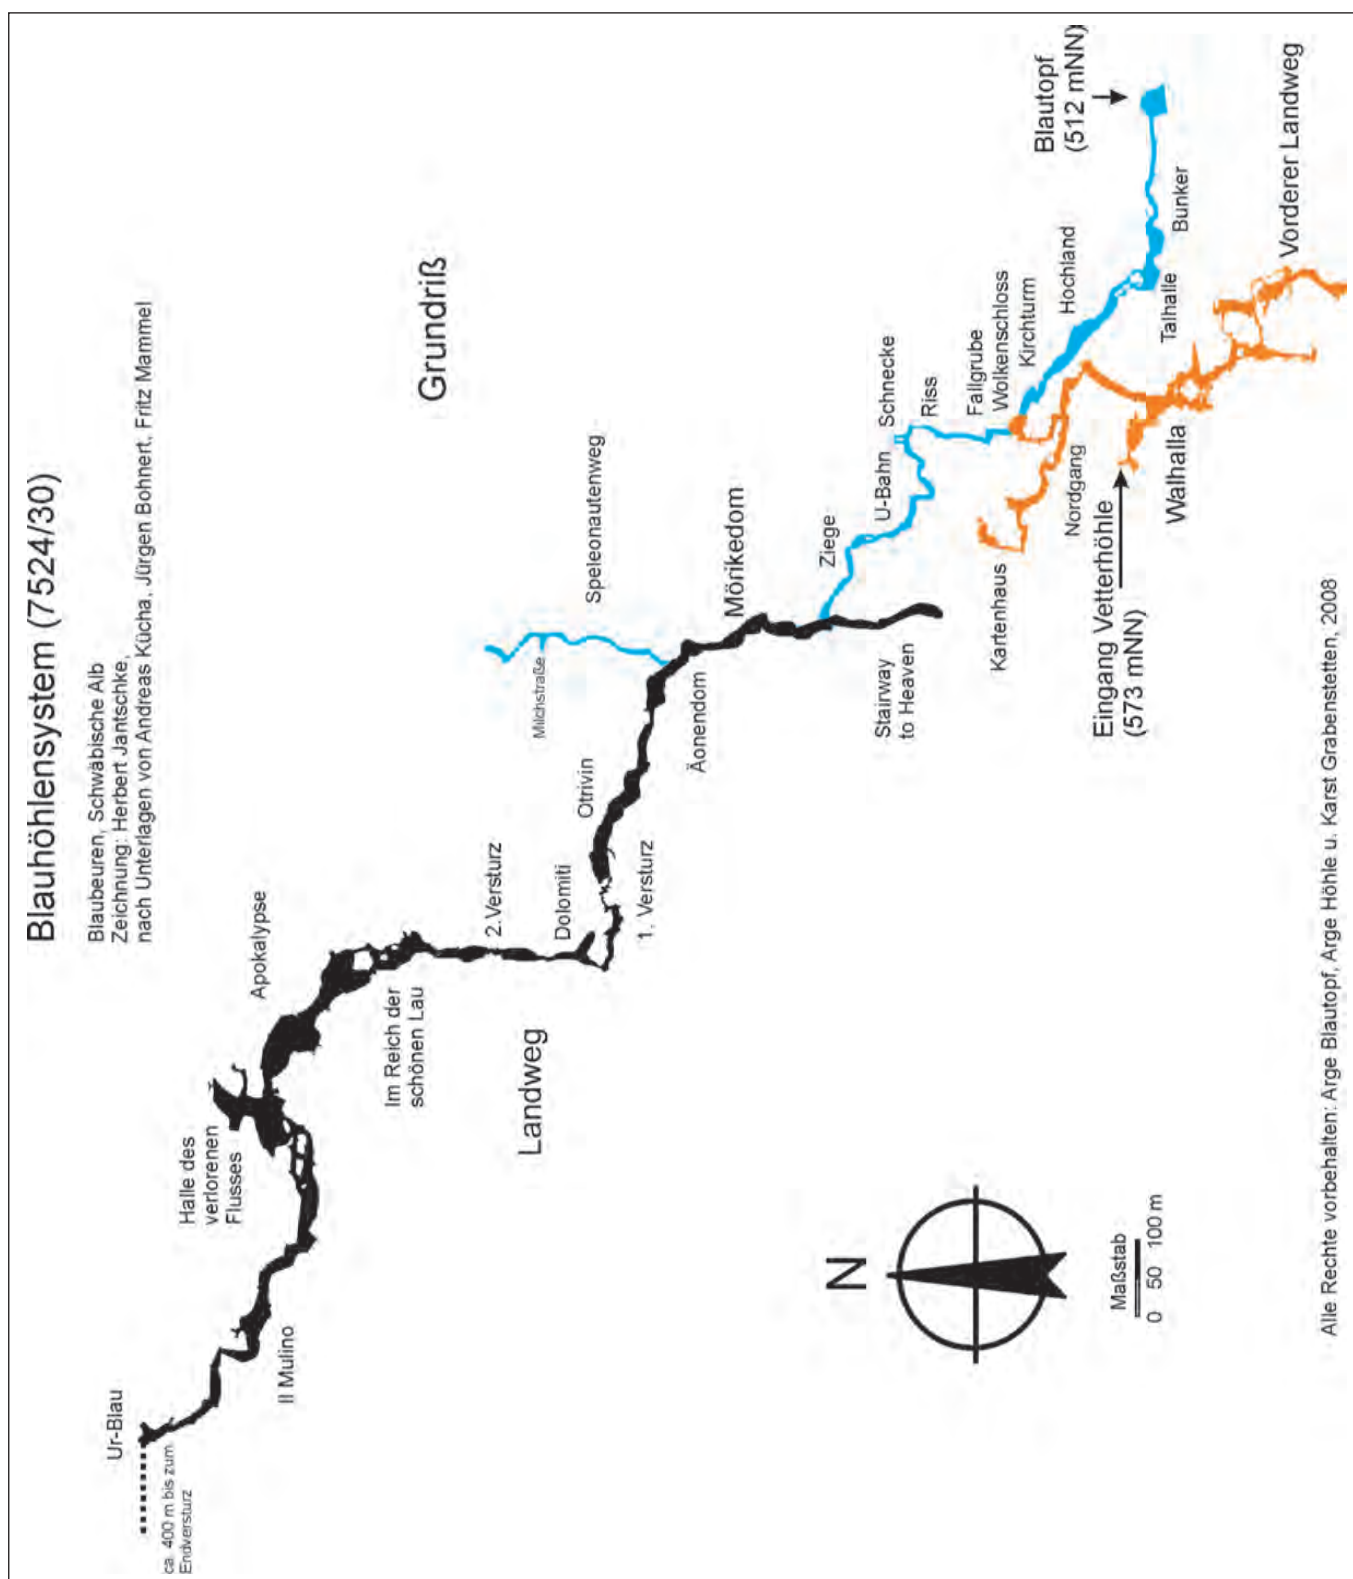 Blauhöhlensystem (7524/30)
Blaubeuren, Schwäbische Alb
Zeichnung: Herbert Jantschke,
nach Unterlagen von Andreas Kücha, Jürgen Bohnert, Fritz Mammel
Grundriß
Ur-Blau
ca. 400 m bis zum
Endversturz
Il Mulino
Halle des
verlorenen
Flusses
Apokalypse
Im Reich der
schönen Lau
Landweg
2.Versturz
Dolomiti
1. Versturz
Otrivin
Äonendom
Milchstraße
Speleonautenweg
Mörikedom
Stairway
to Heaven
Ziege
U-Bahn
Schnecke
Riss
Fallgrube
Wolkenschloss
Kirchturm
Hochland
Talhalle
Bunker
Blautopf
(512 mNN)
Vorderer Landweg
Kartenhaus
Nordgang
Walhalla
Eingang Vetterhöhle
(573 mNN)
N
Maßstab
0 50 100 m
Alle Rechte vorbehalten: Arge Blautopf, Arge Höhle u. Karst Grabenstetten, 2008